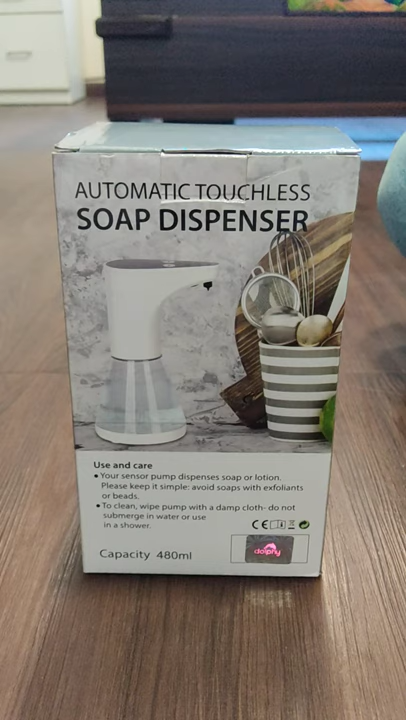 AUTOMATIC TOUCHLESS
SOAP DISPENSER
Use and care
• Your sensor pump dispenses soap or lotion.
Please keep it simple: avoid soaps with exfoliants
or beads.
• To clean, wipe pump with a damp cloth- do not
submerge in water or use
in a shower.
CE
Capacity 480ml
dolphy